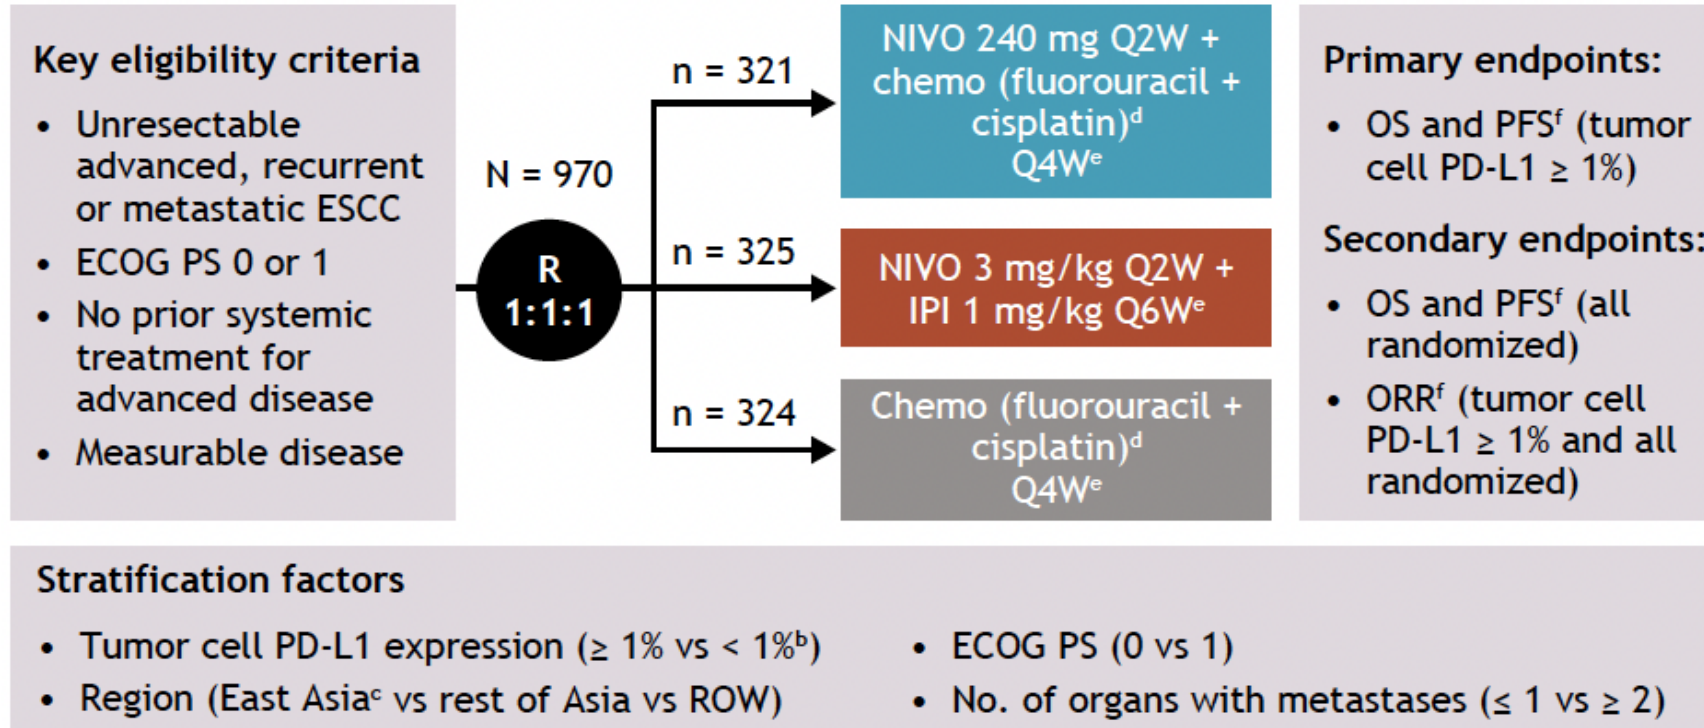 Key eligibility criteria
• Unresectable
advanced, recurrent
or metastatic ESCC
• ECOG PS 0 or 1
• No prior systemic
treatment for
advanced disease
• Measurable disease
N = 970
R
1:1:1
n = 321
NIVO 240 mg Q2W +
chemo (fluorouracil +
cisplatin)ᵈ
Q4Wᵉ
n = 325
NIVO 3 mg/kg Q2W +
IPI 1 mg/kg Q6Wᵉ
n = 324
Chemo (fluorouracil +
cisplatin)ᵈ
Q4Wᵉ
Primary endpoints:
• OS and PFSᶠ (tumor
cell PD-L1 ≥ 1%)
Secondary endpoints:
• OS and PFSᶠ (all
randomized)
• ORRᶠ (tumor cell
PD-L1 ≥ 1% and all
randomized)
Stratification factors
• Tumor cell PD-L1 expression (≥ 1% vs < 1%ᵇ)
• Region (East Asiaᶜ vs rest of Asia vs ROW)
• ECOG PS (0 vs 1)
• No. of organs with metastases (≤ 1 vs ≥ 2)